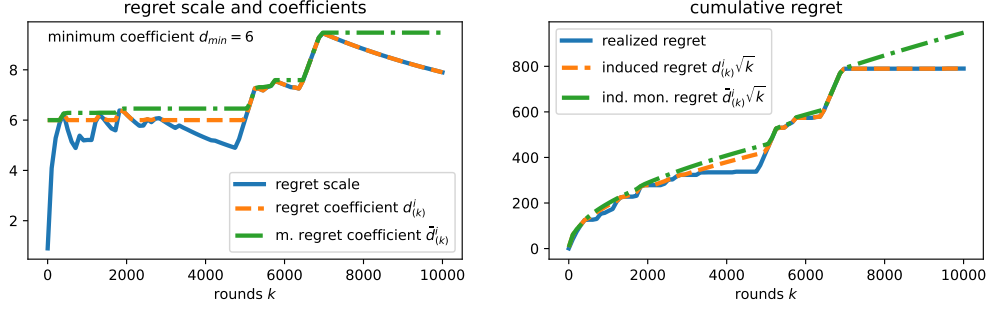 regret scale and coefficients
minimum coefficient d_min = 6
8
6
4
2
regret scale
regret coefficient d^i_(k)
m. regret coefficient d̄^i_(k)
0 2000 4000 6000 8000 10000
rounds k
cumulative regret
800
600
400
200
0
realized regret
induced regret d^i_(k)√k
ind. mon. regret d̄^i_(k)√k
0 2000 4000 6000 8000 10000
rounds k